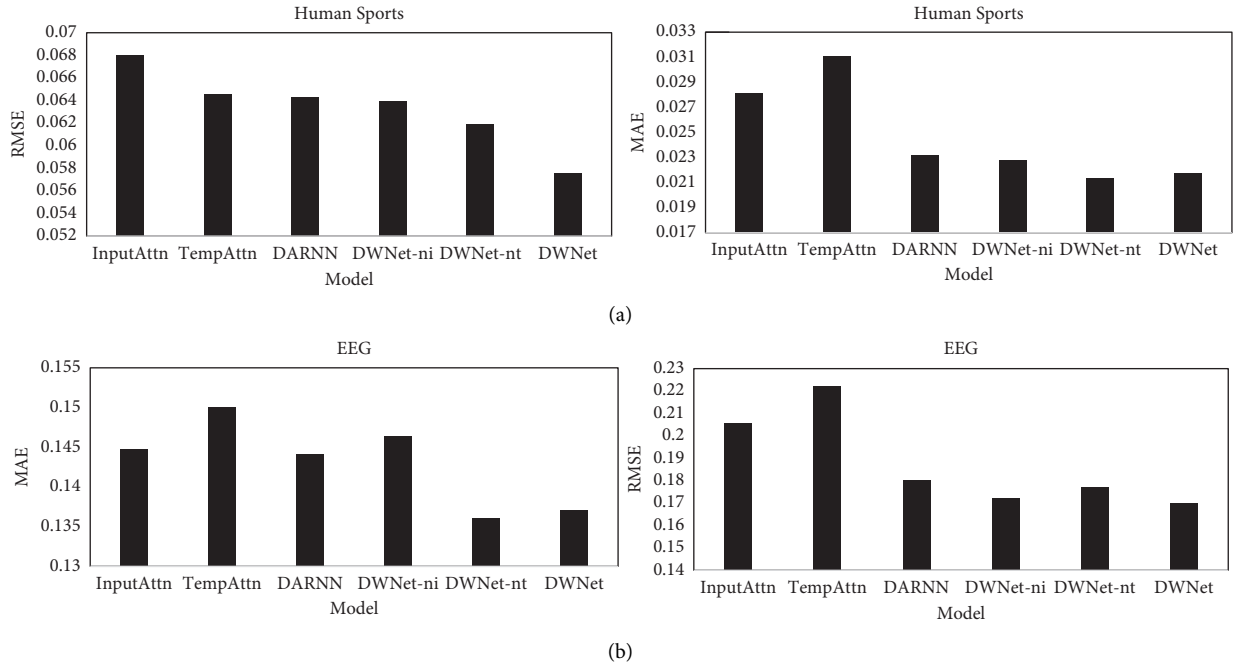 Human Sports
0.07
0.068
0.066
0.064
0.062
0.06
0.058
0.056
0.054
0.052
RMSE
InputAttn TempAttn DARNN DWNet-ni DWNet-nt DWNet
Model
Human Sports
0.033
0.031
0.029
0.027
0.025
0.023
0.021
0.019
0.017
MAE
InputAttn TempAttn DARNN DWNet-ni DWNet-nt DWNet
Model
(a)
EEG
0.155
0.15
0.145
0.14
0.135
0.13
MAE
InputAttn TempAttn DARNN DWNet-ni DWNet-nt DWNet
Model
EEG
0.23
0.22
0.21
0.2
0.19
0.18
0.17
0.16
0.15
0.14
RMSE
InputAttn TempAttn DARNN DWNet-ni DWNet-nt DWNet
Model
(b)